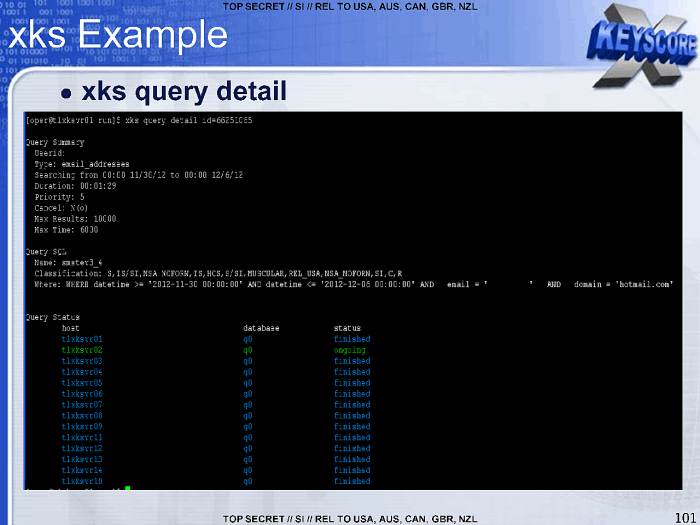 TOP SECRET // SI // REL TO USA, AUS, CAN, GBR, NZL
xks Example
X KEYSCORE
• xks query detail
[oper@tlxksvr01 run]$ xks query detail id=66251065
Query Summary
Userid:
Type: email_addresses
Searching from 00:00 11/30/12 to 00:00 12/6/12
Duration: 00:01:29
Priority: 5
Cancel: N(o)
Max Results: 10000
Max Time: 6000
Query SQL
Name:
Classification: S,TS/SI,NSA NOFORN,TS,HCS,S/SI,MUSCULAR,REL_USA,NSA_NOFORN,SI,C,R
Where: WHERE datetime >= '2012-11-30 00:00:00' AND datetime <= '2012-12-06 00:00:00' AND email = ' ' AND domain = 'hotmail.com'
Query Status
host database status
tlxksvr01 q0 finished
tlxksvr02 q0 ongoing
tlxksvr03 q0 finished
tlxksvr04 q0 finished
tlxksvr05 q0 finished
tlxksvr06 q0 finished
tlxksvr07 q0 finished
tlxksvr08 q0 finished
tlxksvr09 q0 finished
tlxksvr11 q0 finished
tlxksvr12 q0 finished
tlxksvr13 q0 finished
tlxksvr14 q0 finished
tlxksvr10 q0 finished
TOP SECRET // SI // REL TO USA, AUS, CAN, GBR, NZL
101